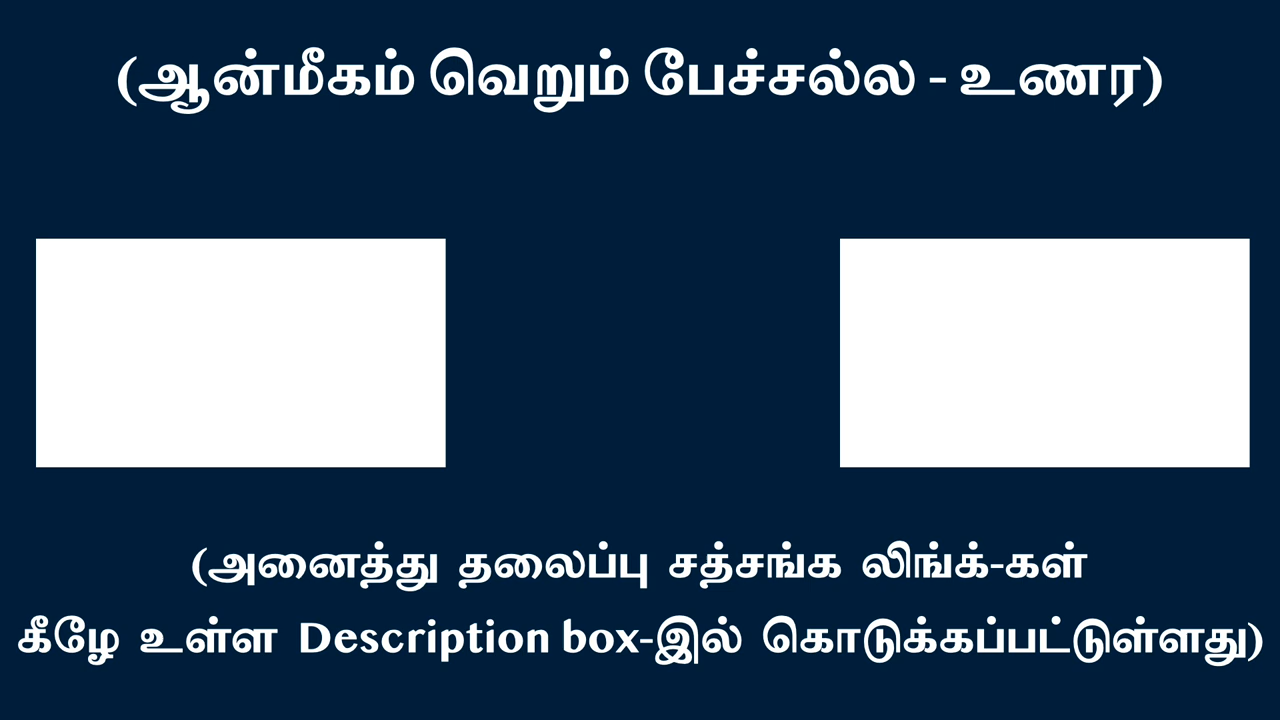 (ஆன்மீகம் வெறும் பேச்சல்ல - உணர)
(அனைத்து தலைப்பு சத்சங்க லிங்க்-கள்
கீழே உள்ள Description box-இல் கொடுக்கப்பட்டுள்ளது)